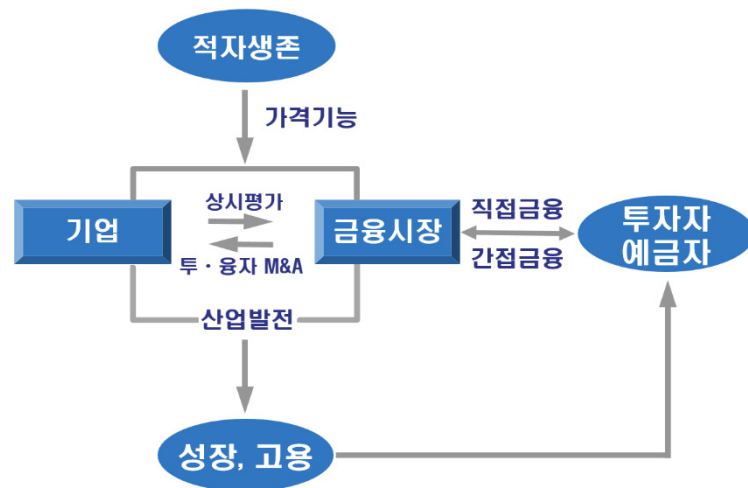 적자생존
가격기능
기업
상시평가
투 · 융자 M&A
금융시장
직접금융
간접금융
투자자
예금자
산업발전
성장, 고용